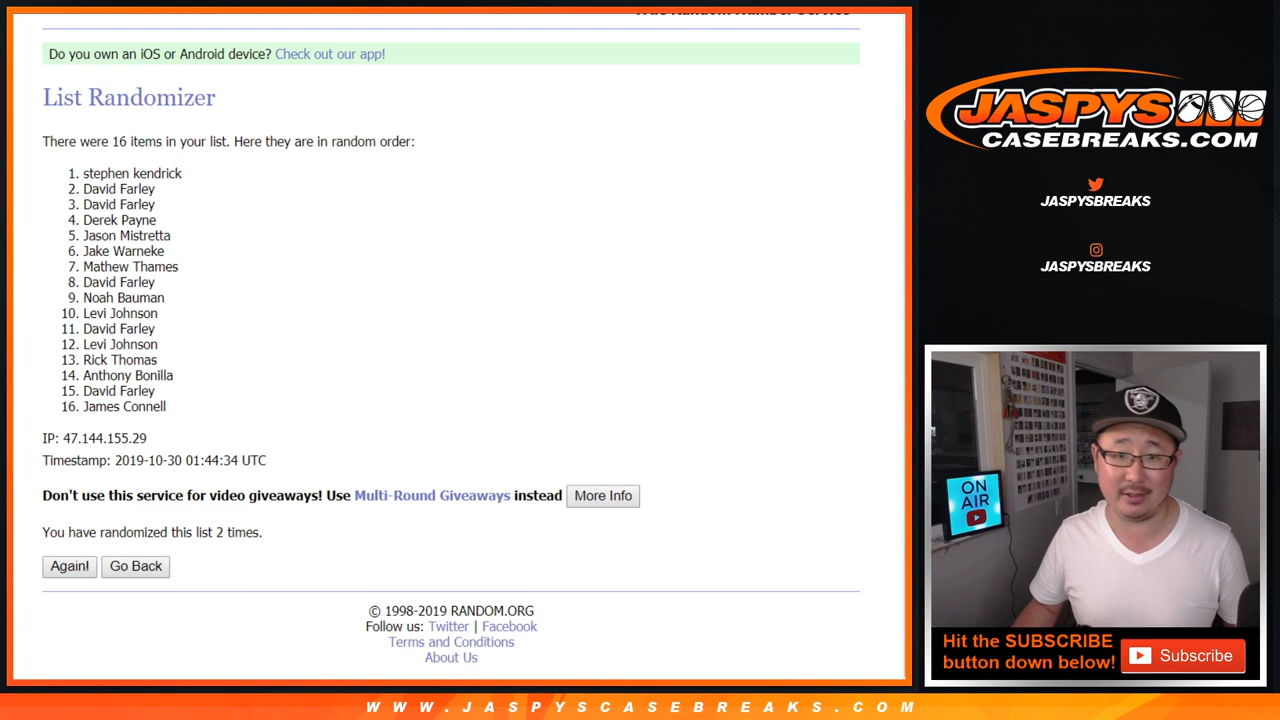 Do you own an iOS or Android device? Check out our app!
List Randomizer
There were 16 items in your list. Here they are in random order:
1. stephen kendrick
2. David Farley
3. David Farley
4. Derek Payne
5. Jason Mistretta
6. Jake Warneke
7. Mathew Thames
8. David Farley
9. Noah Bauman
10. Levi Johnson
11. David Farley
12. Levi Johnson
13. Rick Thomas
14. Anthony Bonilla
15. David Farley
16. James Connell
IP: 47.144.155.29
Timestamp: 2019-10-30 01:44:34 UTC
Don't use this service for video giveaways! Use Multi-Round Giveaways instead More Info
You have randomized this list 2 times.
Again! Go Back
© 1998-2019 RANDOM.ORG
Follow us: Twitter | Facebook
Terms and Conditions
About Us
JASPYS
CASEBREAKS.COM
JASPYSBREAKS
JASPYSBREAKS
ON
AIR
Hit the SUBSCRIBE
button down below!
Subscribe
WWW.JASPYSCASEBREAKS.COM